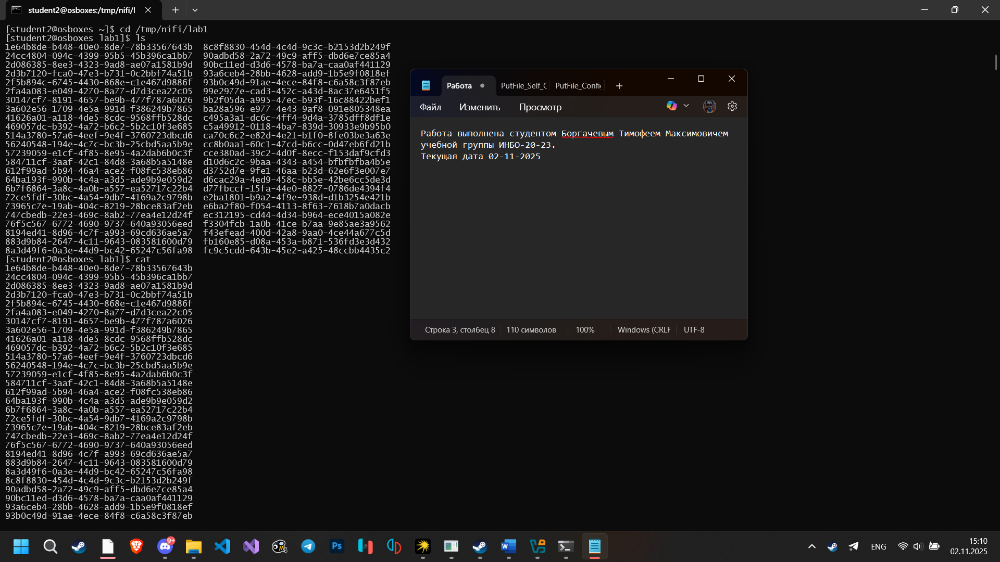 student2@osboxes:/tmp/nifi/l
[student2@osboxes ~]$ cd /tmp/nifi/lab1
[student2@osboxes lab1]$ ls
1e64b8de-b448-40e0-8de7-78b33567643b  8c8f8830-454d-4c4d-9c3c-b2153d2b249f
24cc4804-094c-4399-95b5-45b396ca1bb7  90adbd58-2a72-49c9-aff5-dbd6e7ce85a4
2d086385-8ee3-4323-9ad8-ae07a1581b9d  90bc11ed-d3d6-4578-ba7a-caa0af441129
2d3b7120-fca0-47e3-b731-0c2bbf74a51b  93a6ceb4-28bb-4628-add9-1b5e9f0818ef
2f5b894c-6745-4430-868e-c1e467d9886f  93b0c49d-91ae-4ece-84f8-c6a58c3f87eb
2fa4a083-e049-4270-8a77-d7d3cea22c05  99e2977e-cad3-452c-a43d-8ac37e6451f5
30147cf7-8191-4657-be9b-477f787a6026  9b2f05da-a995-47ec-b93f-16c88422bef1
3a602e56-1709-4e5a-991d-f386249b7865  ba28a596-e977-4e43-9af8-091e805348ea
41626a01-a118-4de5-8cdc-9568ffb528dc  c495a3a1-dc6c-4ff4-9d4a-3785dff8df1e
469057dc-b392-4a72-b6c2-5b2c10f3e685  c5a49912-0118-4ba7-839d-30933e9b95b0
514a3780-57a6-4eef-9e4f-3760723dbcd6  ca70c6c2-e82d-4e21-b1f0-8fe03be3a63e
56240548-194e-4c7c-bc3b-25cbd5aa5b9e  cc8b0aa1-60c1-47cd-b6cc-0d47eb6fd21b
57239059-e1cf-4f85-8e95-4a2dab6b0c3f  cce380ad-39c2-4d0f-8ecc-f153daf9cfd3
584711cf-3aaf-42c1-84d8-3a68b5a5148e  d10d6c2c-9baa-4343-a454-bfbfbfba4b5e
612f99ad-5b94-46a4-ace2-f08fc538eb86  d3752d7e-9fe1-46aa-b23d-62e6f3e007e7
64ba193f-990b-4c4a-a3d5-ade9b9e059d2  d6cac29a-4ed9-458c-bb5e-42be6cc5de3d
6b7f6864-3a8c-4a0b-a557-ea52717c22b4  d77fbccf-15fa-44e0-8827-0786de4394f4
72ce5fdf-30bc-4a54-9db7-4169a2c9798b  e2ba1801-b9a2-4f9e-938d-d1b3254e421b
73965c7e-19ab-404c-8219-28bce83af2eb  e6ba2f80-f054-4113-8f63-7618b7a0dacb
747cbedb-22e3-469c-8ab2-77ea4e12d24f  ec312195-cd44-4d34-b964-ece4015a082e
76f5c567-6772-4690-9737-640a93056eed  f3304fcb-1a0b-41ce-b7aa-9e85ae3a9562
8194ed41-8d96-4c7f-a993-69cd636ae5a7  f43efead-400d-42a8-9aa0-4ce44a677c5d
883d9b84-2647-4c11-9643-083581600d79  fb160e85-d08a-453a-b871-536fd3e3d432
8a3d49f6-0a3e-44d9-bc42-65247c56fa98  fc9c5cdd-643b-45e2-a425-48ccbb4435c2
[student2@osboxes lab1]$ cat
1e64b8de-b448-40e0-8de7-78b33567643b
24cc4804-094c-4399-95b5-45b396ca1bb7
2d086385-8ee3-4323-9ad8-ae07a1581b9d
2d3b7120-fca0-47e3-b731-0c2bbf74a51b
2f5b894c-6745-4430-868e-c1e467d9886f
2fa4a083-e049-4270-8a77-d7d3cea22c05
30147cf7-8191-4657-be9b-477f787a6026
3a602e56-1709-4e5a-991d-f386249b7865
41626a01-a118-4de5-8cdc-9568ffb528dc
469057dc-b392-4a72-b6c2-5b2c10f3e685
514a3780-57a6-4eef-9e4f-3760723dbcd6
56240548-194e-4c7c-bc3b-25cbd5aa5b9e
57239059-e1cf-4f85-8e95-4a2dab6b0c3f
584711cf-3aaf-42c1-84d8-3a68b5a5148e
612f99ad-5b94-46a4-ace2-f08fc538eb86
64ba193f-990b-4c4a-a3d5-ade9b9e059d2
6b7f6864-3a8c-4a0b-a557-ea52717c22b4
72ce5fdf-30bc-4a54-9db7-4169a2c9798b
73965c7e-19ab-404c-8219-28bce83af2eb
747cbedb-22e3-469c-8ab2-77ea4e12d24f
76f5c567-6772-4690-9737-640a93056eed
8194ed41-8d96-4c7f-a993-69cd636ae5a7
883d9b84-2647-4c11-9643-083581600d79
8a3d49f6-0a3e-44d9-bc42-65247c56fa98
8c8f8830-454d-4c4d-9c3c-b2153d2b249f
90adbd58-2a72-49c9-aff5-dbd6e7ce85a4
90bc11ed-d3d6-4578-ba7a-caa0af441129
93a6ceb4-28bb-4628-add9-1b5e9f0818ef
93b0c49d-91ae-4ece-84f8-c6a58c3f87eb
Работа PutFile_Self_C PutFile_Config
Файл Изменить Просмотр
Работа выполнена студентом Боргачевым Тимофеем Максимовичем
учебной группы ИНБО-20-23.
Текущая дата 02-11-2025
Строка 3, столбец 8 110 символов 100% Windows (CRLF UTF-8
9+ Ps W
ENG 15:10
02.11.2025